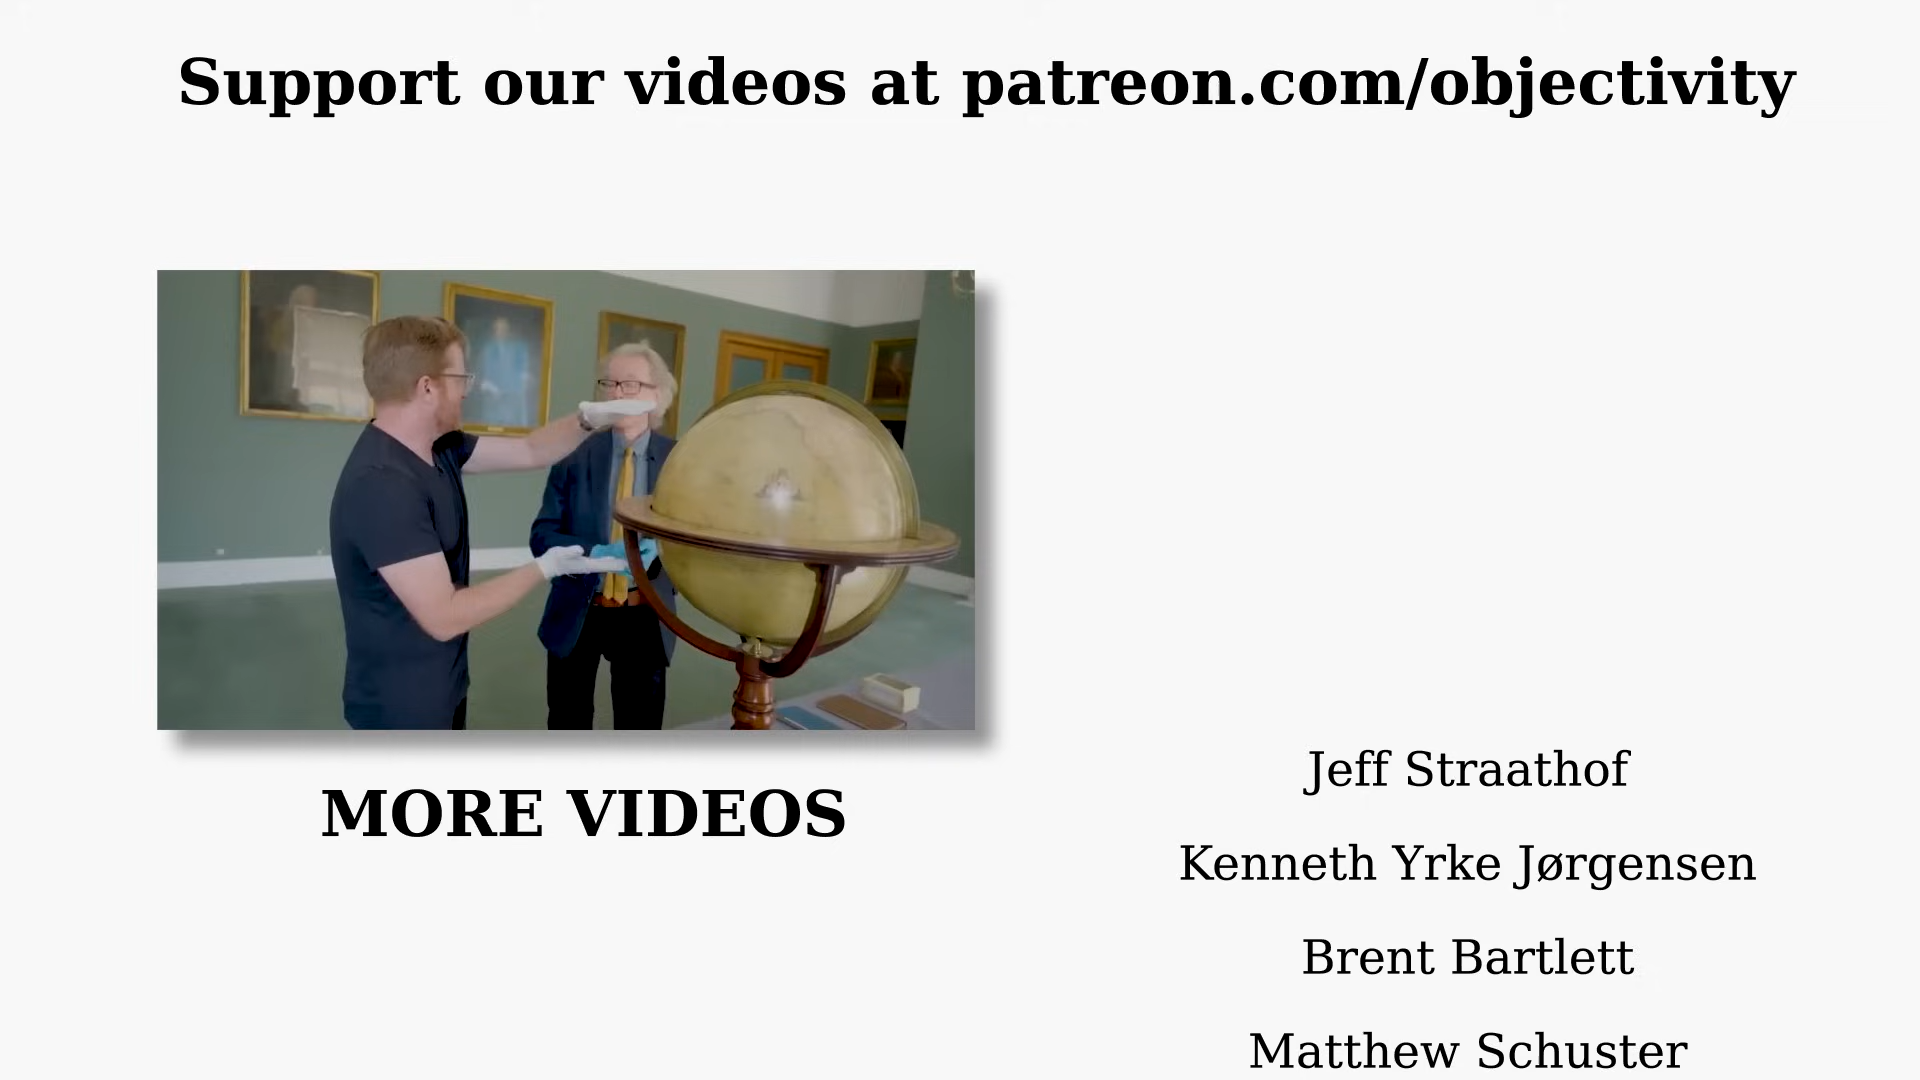 Support our videos at patreon.com/objectivity
MORE VIDEOS
Jeff Straathof
Kenneth Yrke Jørgensen
Brent Bartlett
Matthew Schuster